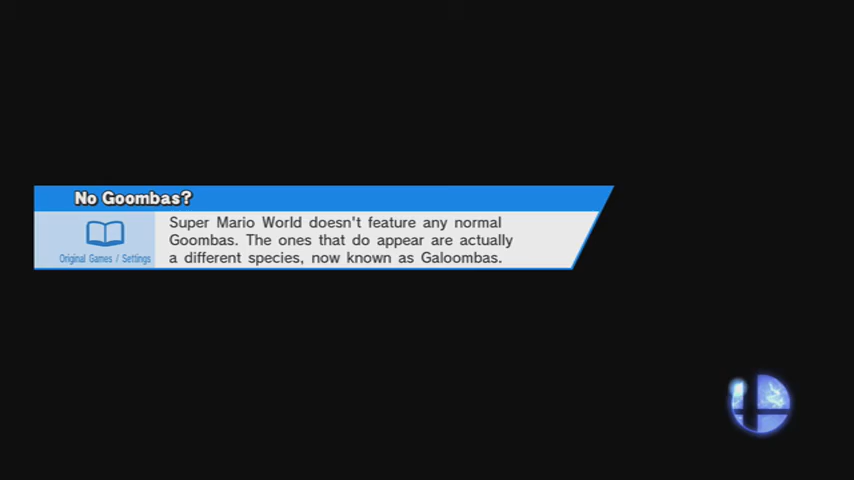 No Goombas?
Super Mario World doesn't feature any normal
Goombas. The ones that do appear are actually
a different species, now known as Galoombas.
Original Games / Settings